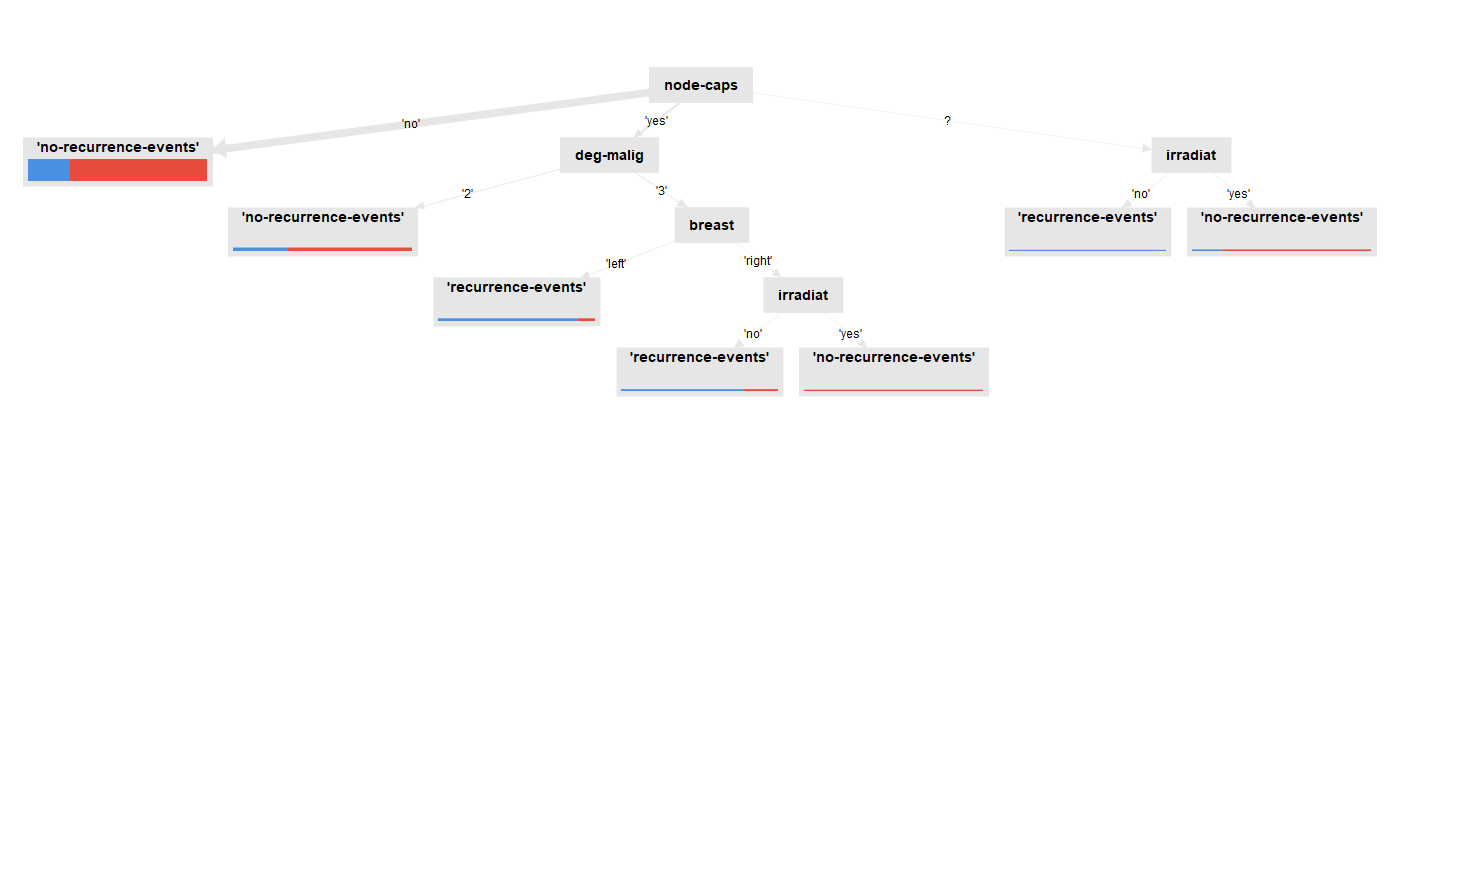 node-caps
'no'
'yes'
?
'no-recurrence-events'
deg-malig
irradiat
'2'
'3'
'no'
'yes'
'no-recurrence-events'
breast
'recurrence-events'
'no-recurrence-events'
'left'
'right'
'recurrence-events'
irradiat
'no'
'yes'
'recurrence-events'
'no-recurrence-events'